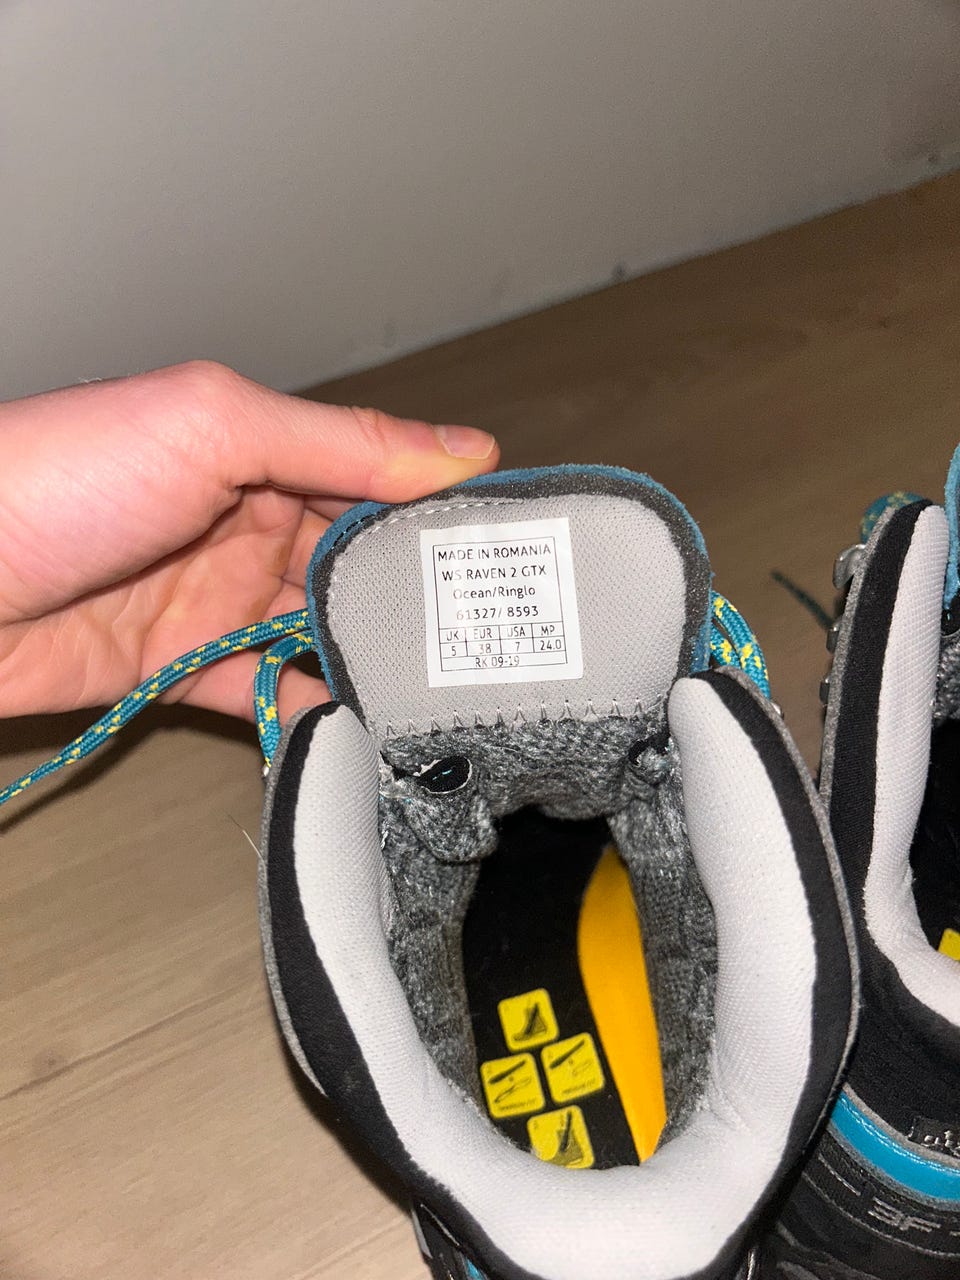 MADE IN ROMANIA
WS RAVEN 2 GTX
Ocean/Ringlo
61327/ 8593
UK EUR USA MP
5 38 7 24.0
RK 09-19
3F